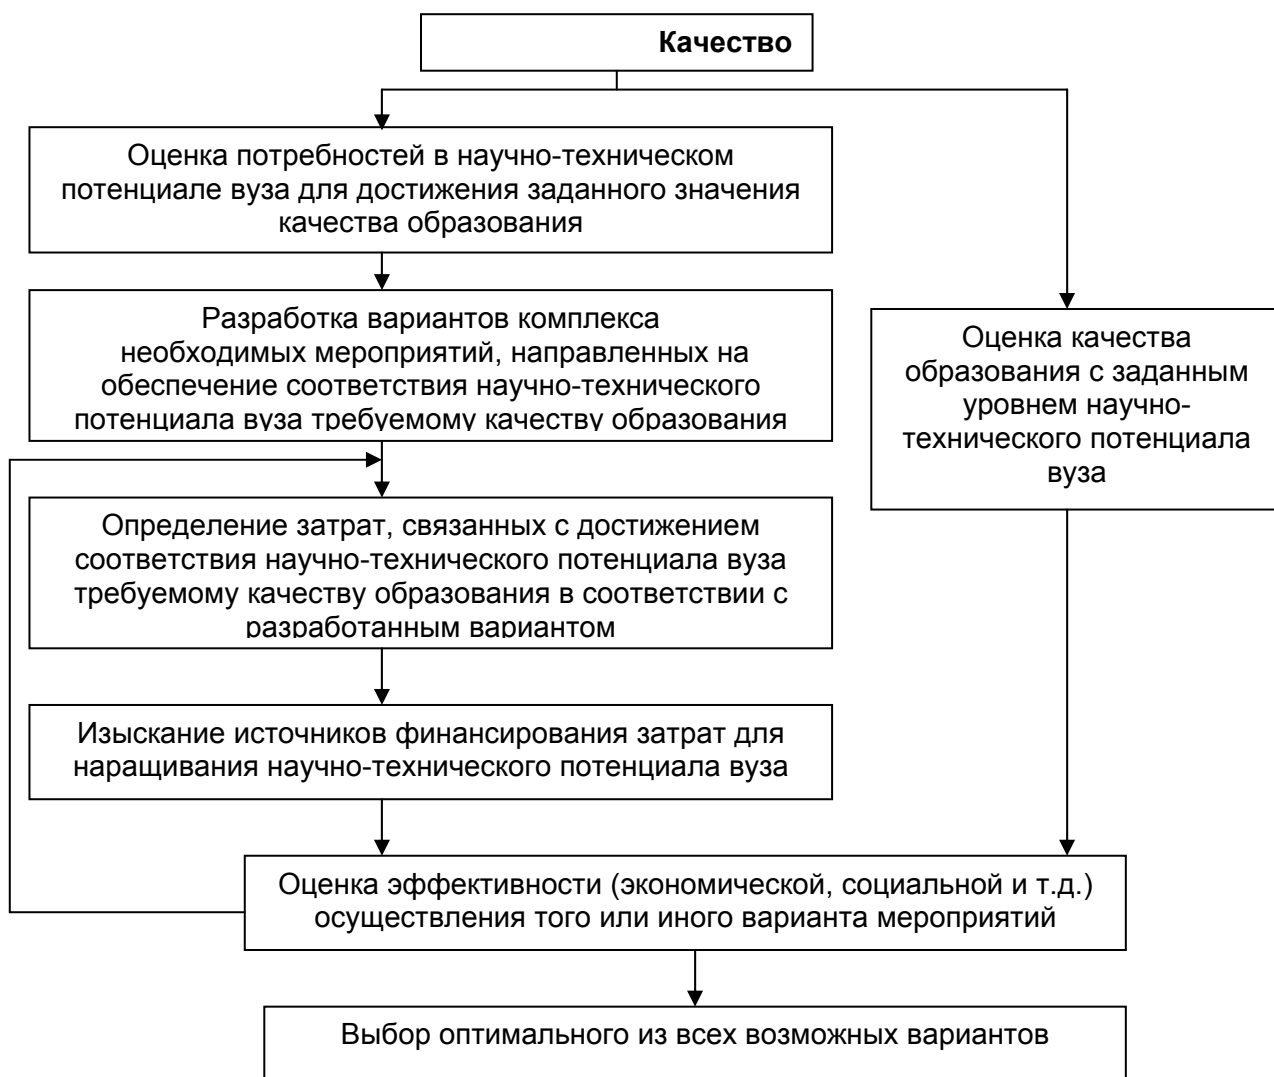 Качество
Оценка потребностей в научно-техническом
потенциале вуза для достижения заданного значения
качества образования
Разработка вариантов комплекса
необходимых мероприятий, направленных на
обеспечение соответствия научно-технического
потенциала вуза требуемому качеству образования
Оценка качества
образования с заданным
уровнем научно-
технического потенциала
вуза
Определение затрат, связанных с достижением
соответствия научно-технического потенциала вуза
требуемому качеству образования в соответствии с
разработанным вариантом
Изыскание источников финансирования затрат для
наращивания научно-технического потенциала вуза
Оценка эффективности (экономической, социальной и т.д.)
осуществления того или иного варианта мероприятий
Выбор оптимального из всех возможных вариантов